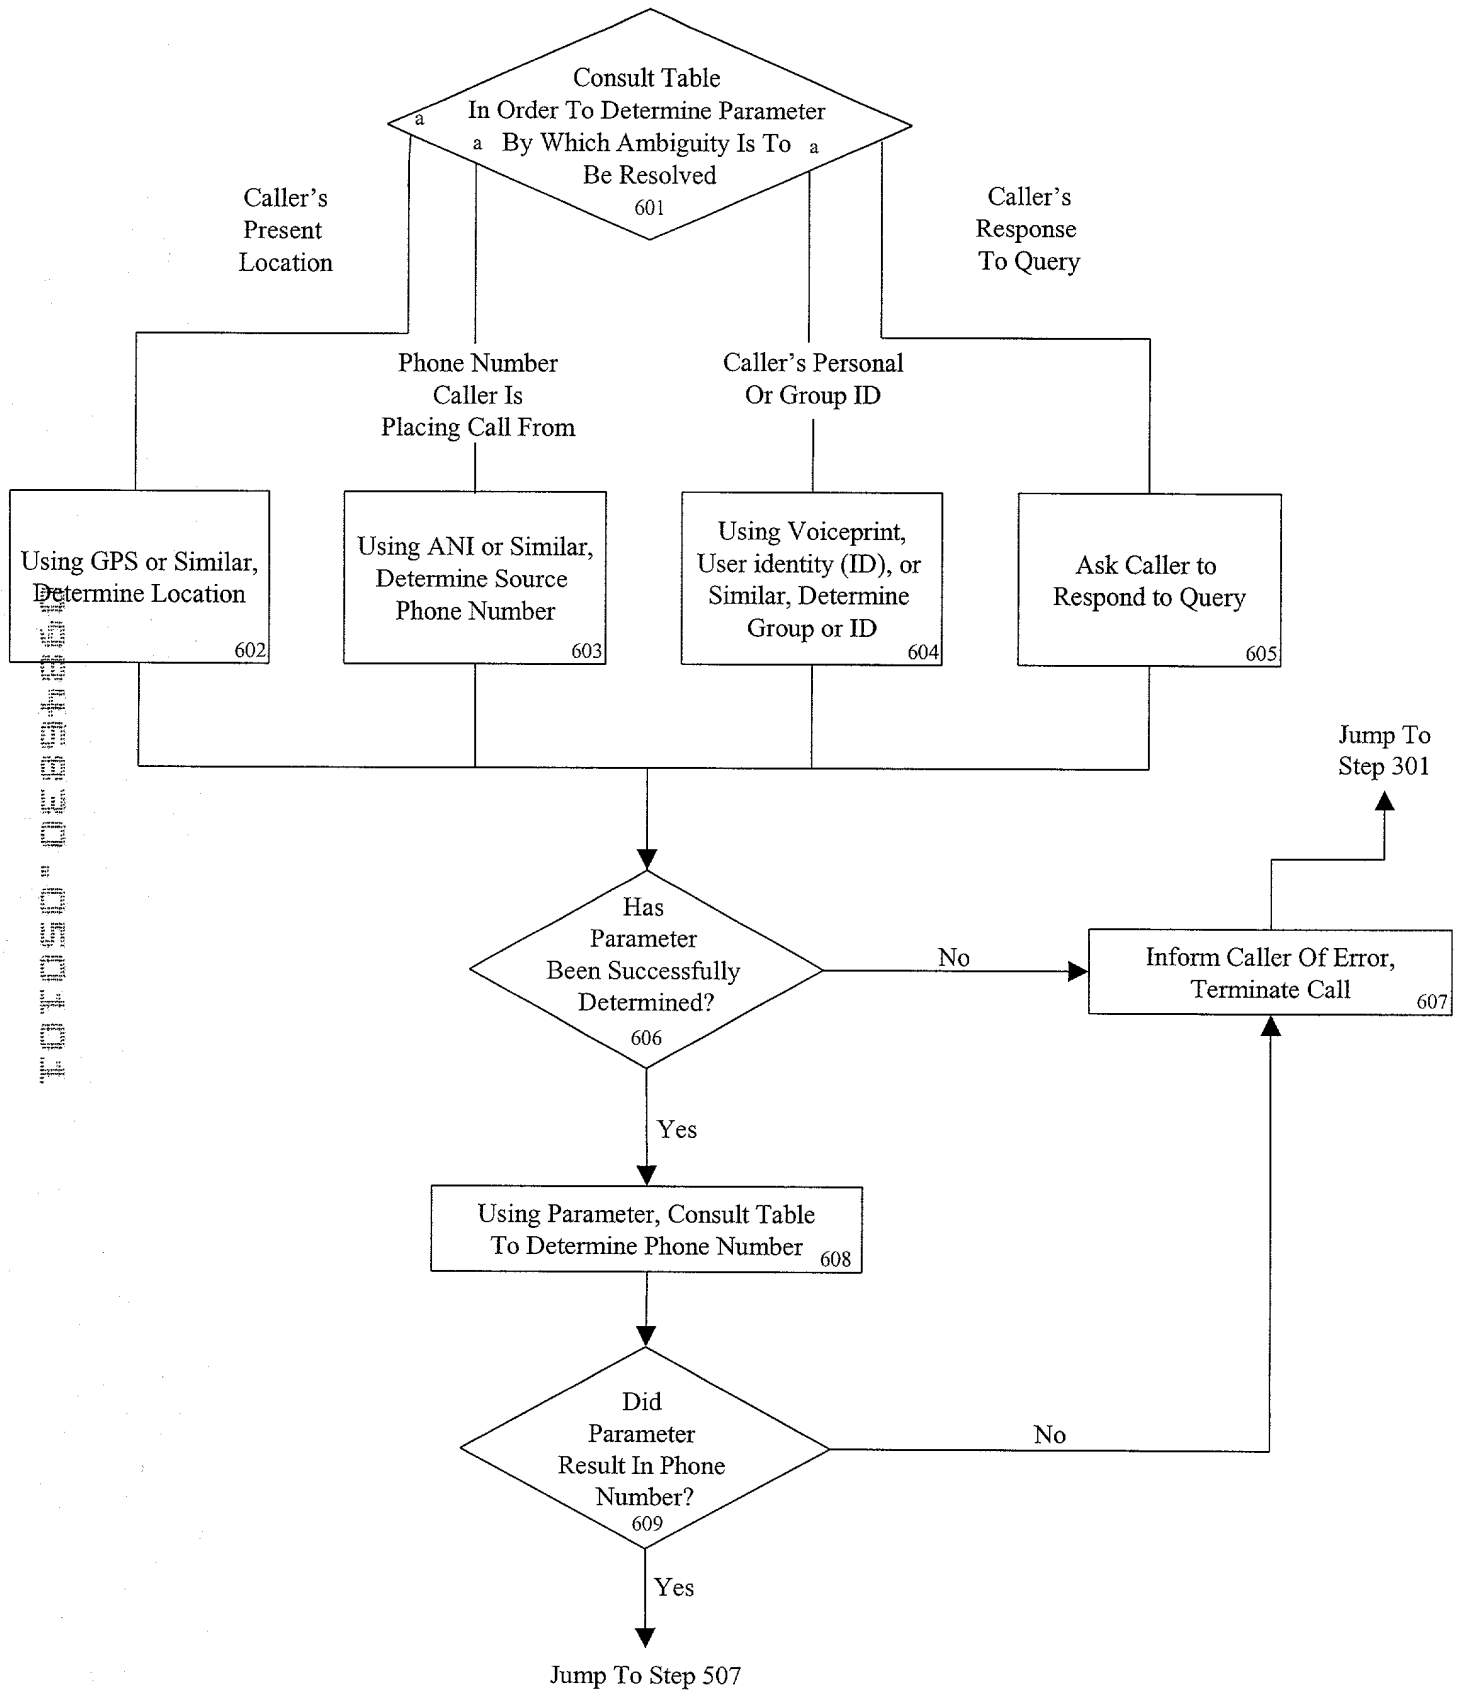 Consult Table
In Order To Determine Parameter
By Which Ambiguity Is To
Be Resolved
601
a
a
a
Caller's
Present
Location
Phone Number
Caller Is
Placing Call From
Caller's Personal
Or Group ID
Caller's
Response
To Query
Using GPS or Similar,
Determine Location
602
Using ANI or Similar,
Determine Source
Phone Number
603
Using Voiceprint,
User identity (ID), or
Similar, Determine
Group or ID
604
Ask Caller to
Respond to Query
605
Jump To
Step 301
Has
Parameter
Been Successfully
Determined?
606
No
Inform Caller Of Error,
Terminate Call
607
Yes
Using Parameter, Consult Table
To Determine Phone Number
608
Did
Parameter
Result In Phone
Number?
609
No
Yes
Jump To Step 507